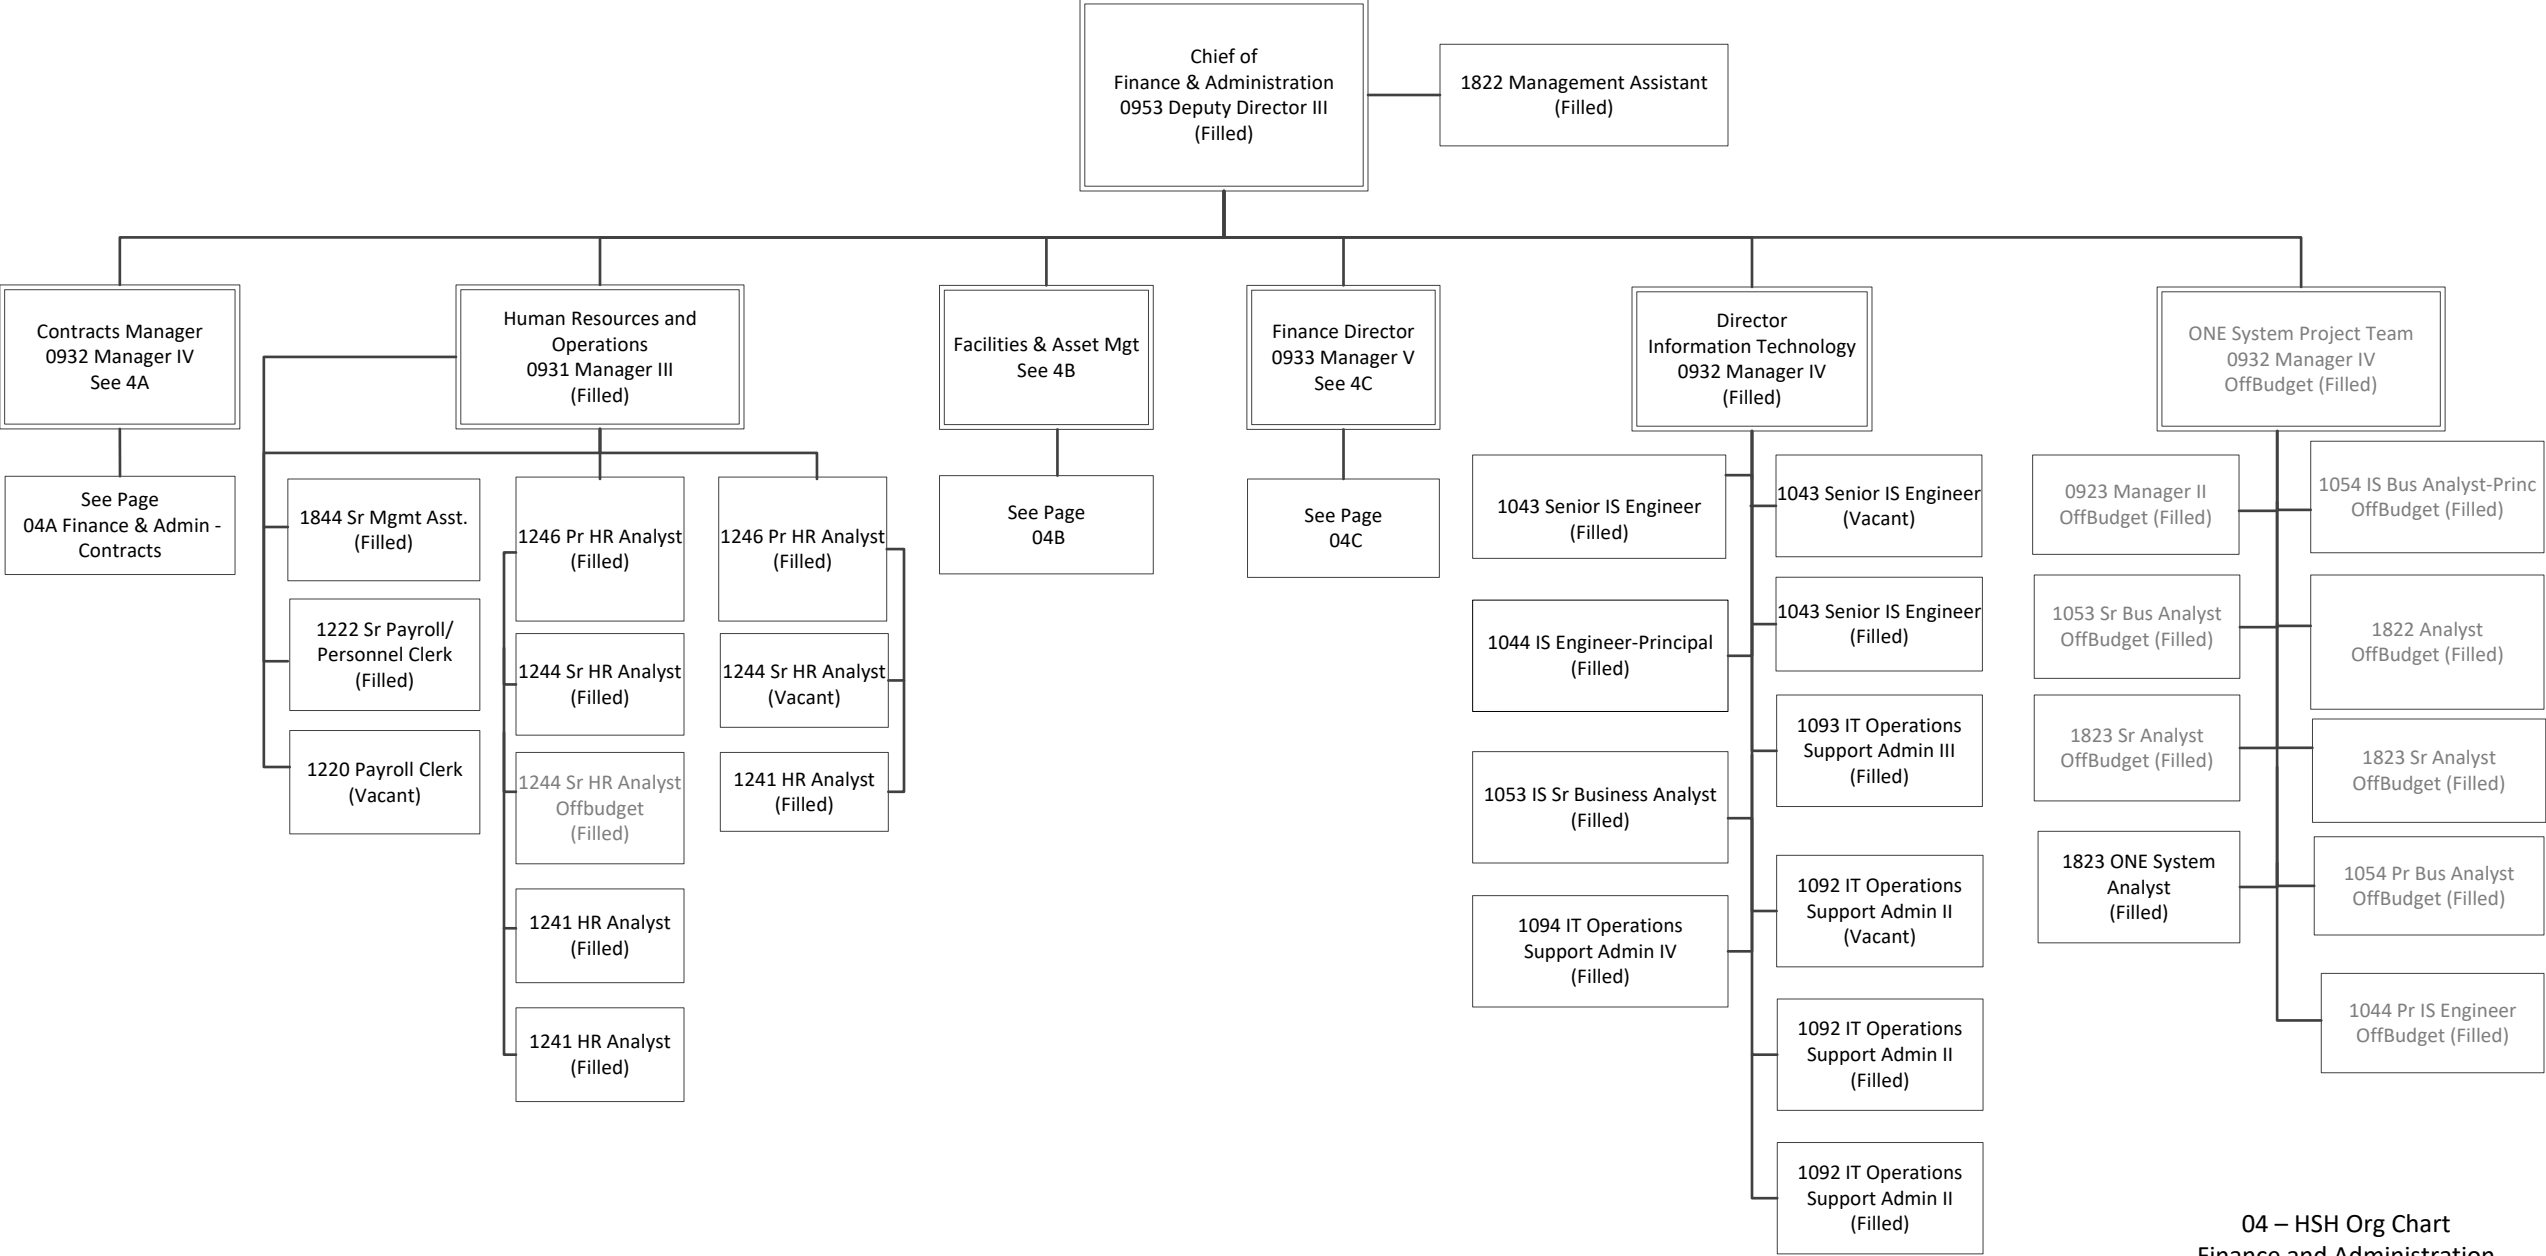 Chief of
Finance & Administration
0953 Deputy Director III
(Filled)
1822 Management Assistant
(Filled)
Contracts Manager
0932 Manager IV
See 4A
Human Resources and
Operations
0931 Manager III
(Filled)
Facilities & Asset Mgt
See 4B
Finance Director
0933 Manager V
See 4C
Director
Information Technology
0932 Manager IV
(Filled)
ONE System Project Team
0932 Manager IV
OffBudget (Filled)
See Page
04A Finance & Admin -
Contracts
1844 Sr Mgmt Asst.
(Filled)
1222 Sr Payroll/
Personnel Clerk
(Filled)
1220 Payroll Clerk
(Vacant)
1246 Pr HR Analyst
(Filled)
1244 Sr HR Analyst
(Filled)
1244 Sr HR Analyst
Offbudget
(Filled)
1241 HR Analyst
(Filled)
1241 HR Analyst
(Filled)
1246 Pr HR Analyst
(Filled)
1244 Sr HR Analyst
(Vacant)
1241 HR Analyst
(Filled)
See Page
04B
See Page
04C
1043 Senior IS Engineer
(Filled)
1044 IS Engineer-Principal
(Filled)
1053 IS Sr Business Analyst
(Filled)
1094 IT Operations
Support Admin IV
(Filled)
1043 Senior IS Engineer
(Vacant)
1043 Senior IS Engineer
(Filled)
1093 IT Operations
Support Admin III
(Filled)
1092 IT Operations
Support Admin II
(Vacant)
1092 IT Operations
Support Admin II
(Filled)
1092 IT Operations
Support Admin II
(Filled)
0923 Manager II
OffBudget (Filled)
1053 Sr Bus Analyst
OffBudget (Filled)
1823 Sr Analyst
OffBudget (Filled)
1823 ONE System
Analyst
(Filled)
1054 IS Bus Analyst-Princ
OffBudget (Filled)
1822 Analyst
OffBudget (Filled)
1823 Sr Analyst
OffBudget (Filled)
1054 Pr Bus Analyst
OffBudget (Filled)
1044 Pr IS Engineer
OffBudget (Filled)
04 – HSH Org Chart
Finance and Administration